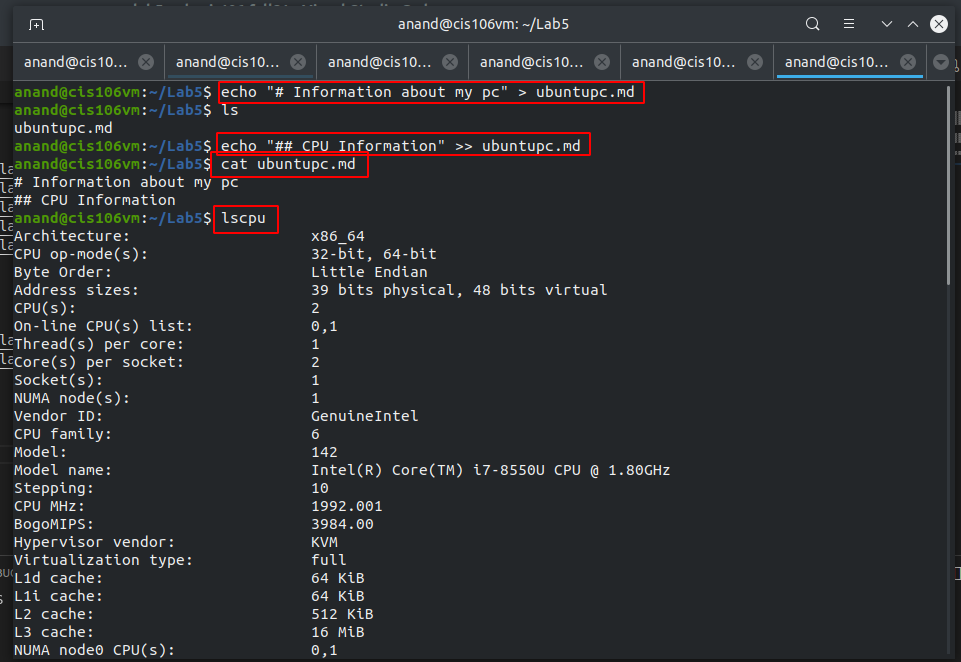 anand@cis106vm: ~/Lab5
anand@cis10... anand@cis10... anand@cis10... anand@cis10... anand@cis10... anand@cis10...
anand@cis106vm:~/Lab5$ echo "# Information about my pc" > ubuntupc.md
anand@cis106vm:~/Lab5$ ls
ubuntupc.md
anand@cis106vm:~/Lab5$ echo "## CPU Information" >> ubuntupc.md
anand@cis106vm:~/Lab5$ cat ubuntupc.md
# Information about my pc
## CPU Information
anand@cis106vm:~/Lab5$ lscpu
Architecture: x86_64
CPU op-mode(s): 32-bit, 64-bit
Byte Order: Little Endian
Address sizes: 39 bits physical, 48 bits virtual
CPU(s): 2
On-line CPU(s) list: 0,1
Thread(s) per core: 1
Core(s) per socket: 2
Socket(s): 1
NUMA node(s): 1
Vendor ID: GenuineIntel
CPU family: 6
Model: 142
Model name: Intel(R) Core(TM) i7-8550U CPU @ 1.80GHz
Stepping: 10
CPU MHz: 1992.001
BogoMIPS: 3984.00
Hypervisor vendor: KVM
Virtualization type: full
L1d cache: 64 KiB
L1i cache: 64 KiB
L2 cache: 512 KiB
L3 cache: 16 MiB
NUMA node0 CPU(s): 0,1